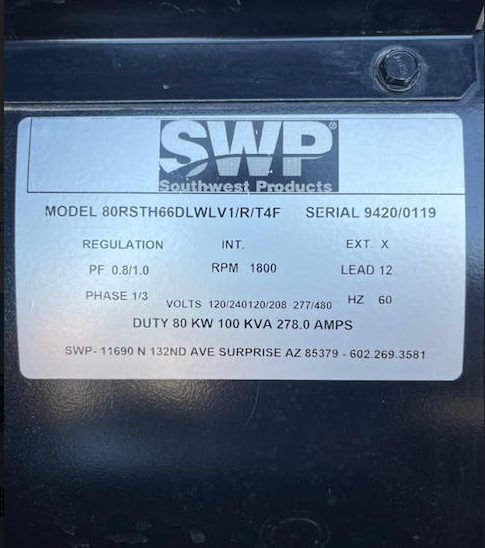 SWP®
Southwest Products
MODEL 80RSTH66DLWLV1/R/T4F SERIAL 9420/0119
REGULATION INT. EXT. X
PF 0.8/1.0 RPM 1800 LEAD 12
PHASE 1/3 VOLTS 120/240120/208 277/480 HZ 60
DUTY 80 KW 100 KVA 278.0 AMPS
SWP- 11690 N 132ND AVE SURPRISE AZ 85379 - 602.269.3581